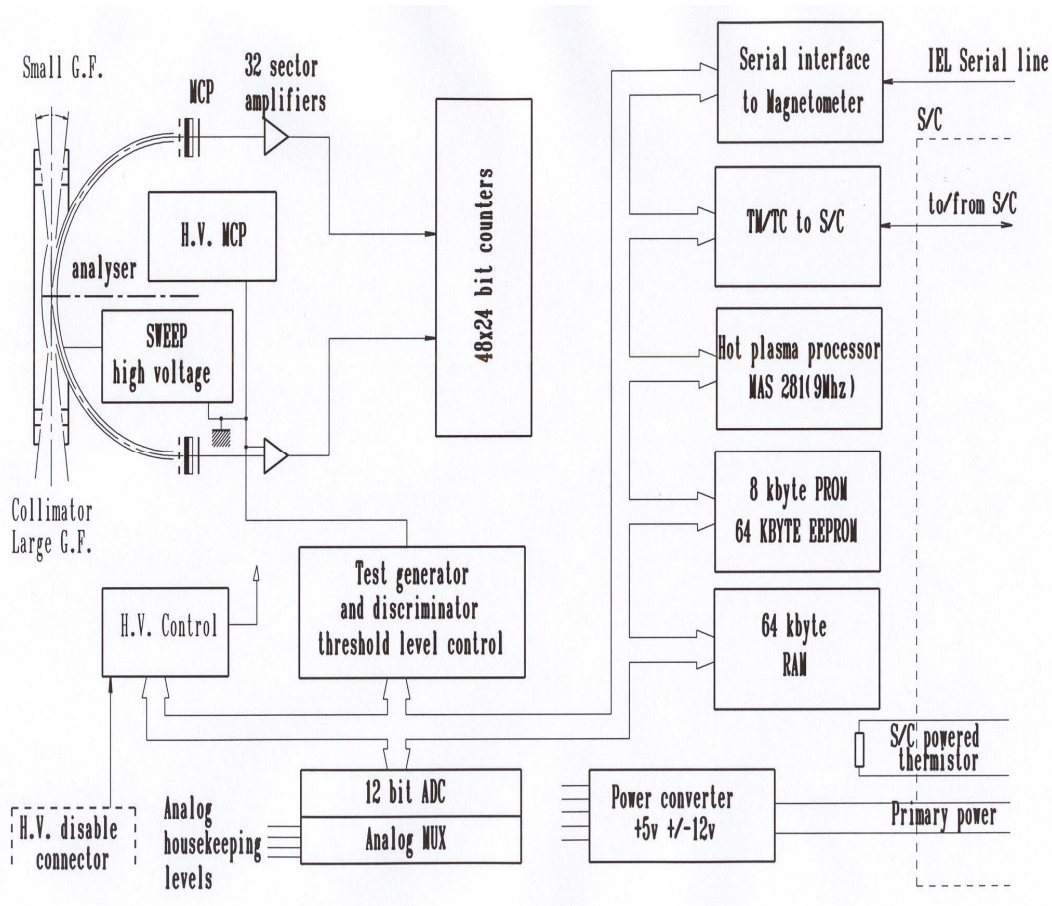 Small G.F.
MCP
32 sector
amplifiers
H.V. MCP
analyser
SWEEP
high voltage
Collimator
Large G.F.
48x24 bit counters
Serial interface
to Magnetometer
IEL Serial line
S/C
TM/TC to S/C
to/from S/C
Hot plasma processor
MAS 281(9Mhz)
8 kbyte PROM
64 KBYTE EEPROM
64 kbyte
RAM
H.V. Control
Test generator
and discriminator
threshold level control
H.V. disable
connector
Analog
housekeeping
levels
12 bit ADC
Analog MUX
Power converter
+5v +/-12v
S/C powered
thermistor
Primary power